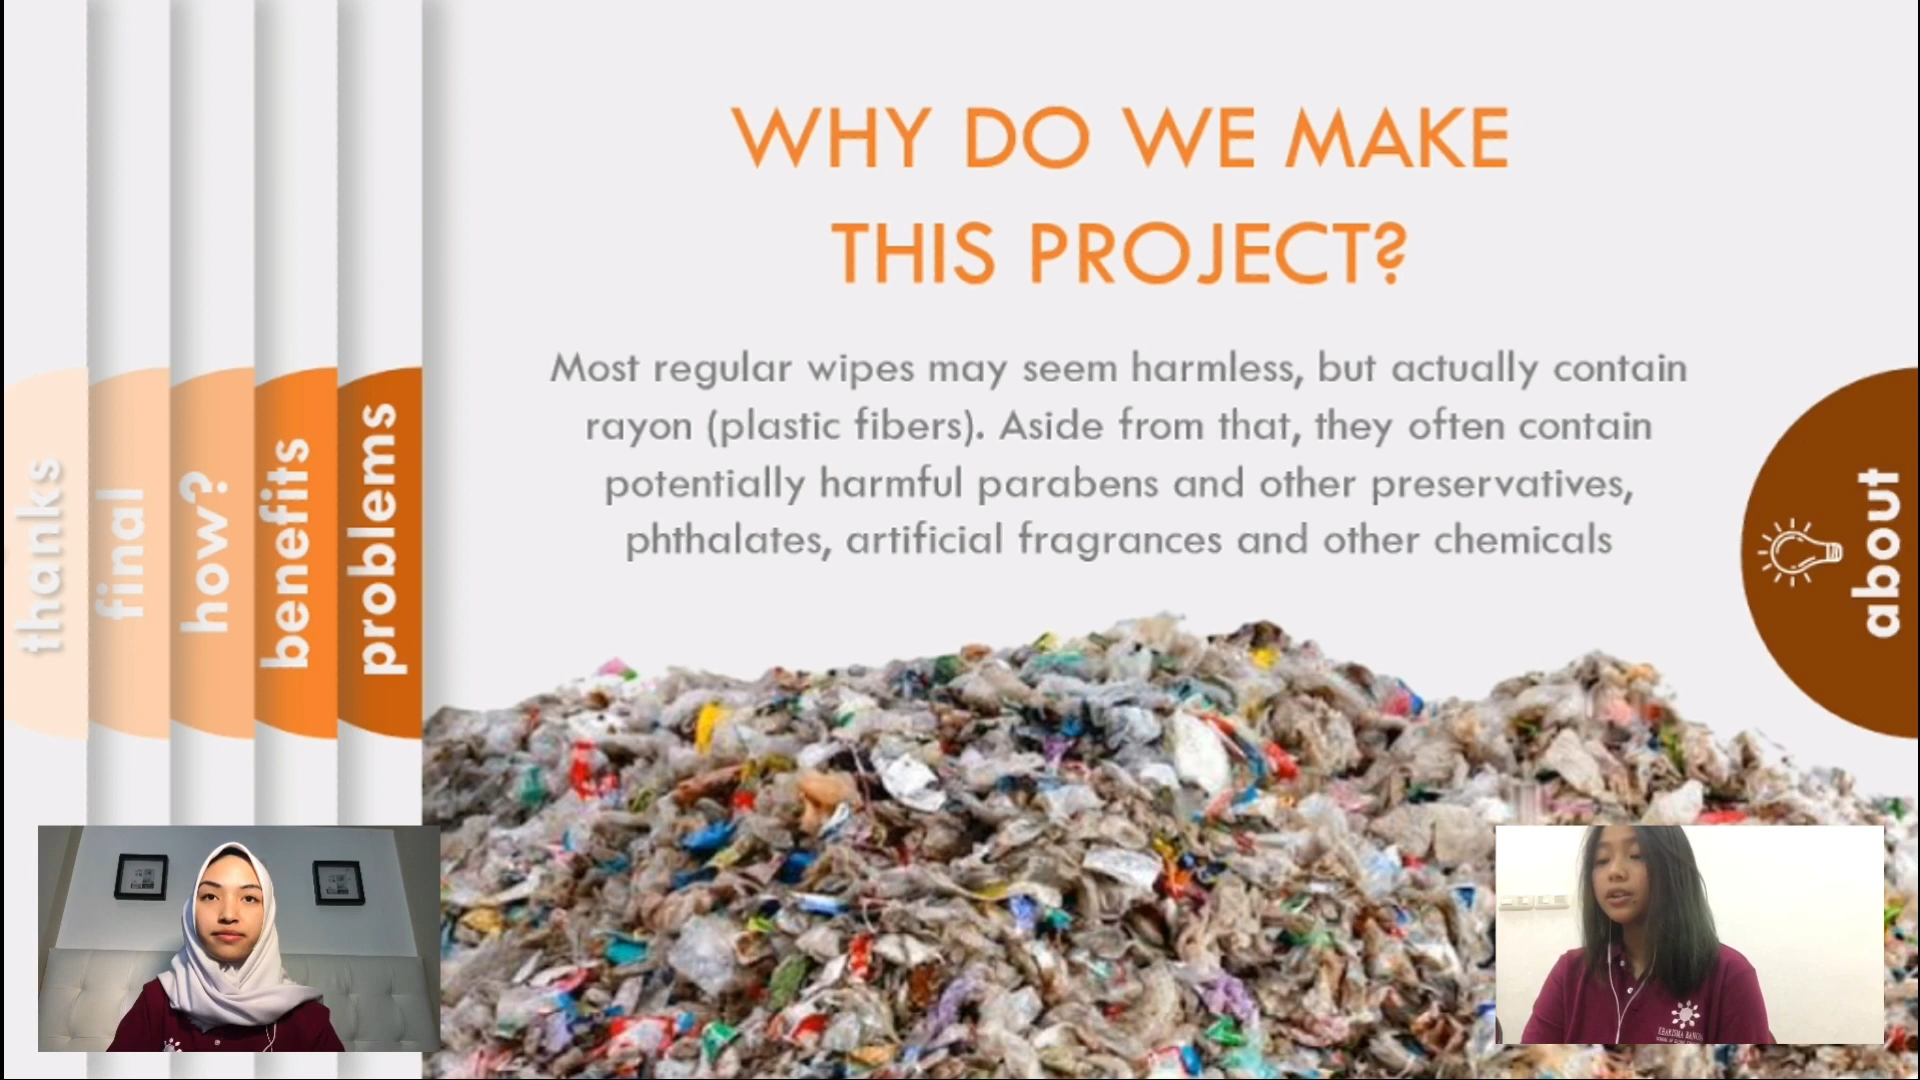 WHY DO WE MAKE
THIS PROJECT?
Most regular wipes may seem harmless, but actually contain
rayon (plastic fibers). Aside from that, they often contain
potentially harmful parabens and other preservatives,
phthalates, artificial fragrances and other chemicals
thanks
final
how?
benefits
problems
about